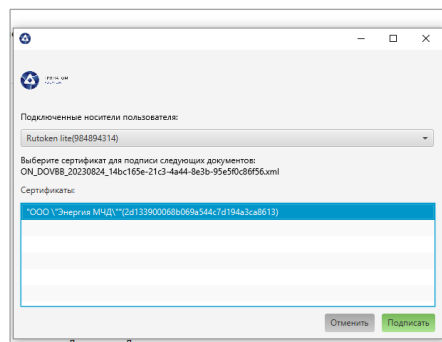 Подключенные носители пользователя:
Rutoken lite(984894314)
Выберите сертификат для подписи следующих документов:
ON_DOVBB_20230824_14bc165e-21c3-4a44-8e3b-95e5f0c86f56.xml
Сертификаты:
"ООО \"Энергия МЧД\""(2d133900068b069a544c7d194a3ca8613)
Отменить Подписать